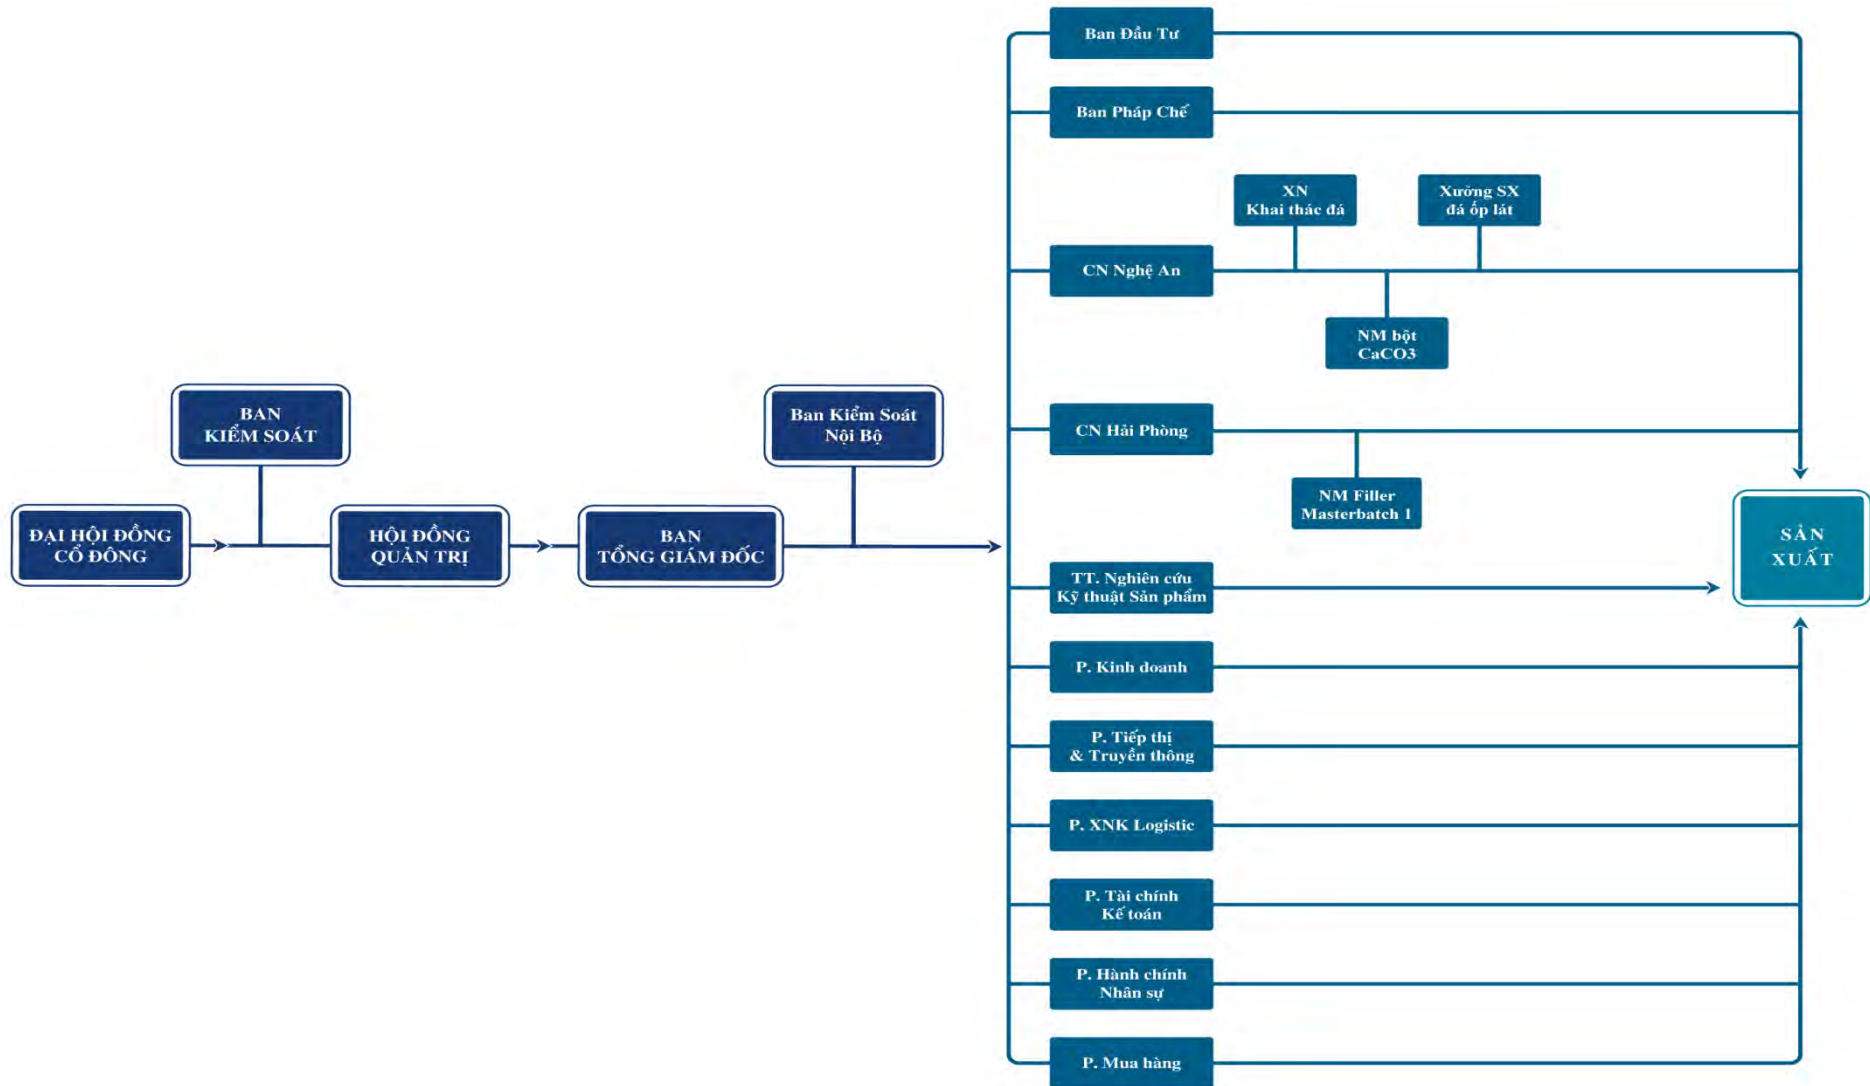 Ban Đầu Tư
Ban Pháp Chế
XN
Khai thác đá
Xưởng SX
đá ốp lát
CN Nghệ An
NM bột
CaCO3
BAN
KIỂM SOÁT
Ban Kiểm Soát
Nội Bộ
CN Hải Phòng
NM Filler
Masterbatch 1
ĐẠI HỘI ĐỒNG
CỔ ĐÔNG
HỘI ĐỒNG
QUẢN TRỊ
BAN
TỔNG GIÁM ĐỐC
SẢN
XUẤT
TT. Nghiên cứu
Kỹ thuật Sản phẩm
P. Kinh doanh
P. Tiếp thị
& Truyền thông
P. XNK Logistic
P. Tài chính
Kế toán
P. Hành chính
Nhân sự
P. Mua hàng